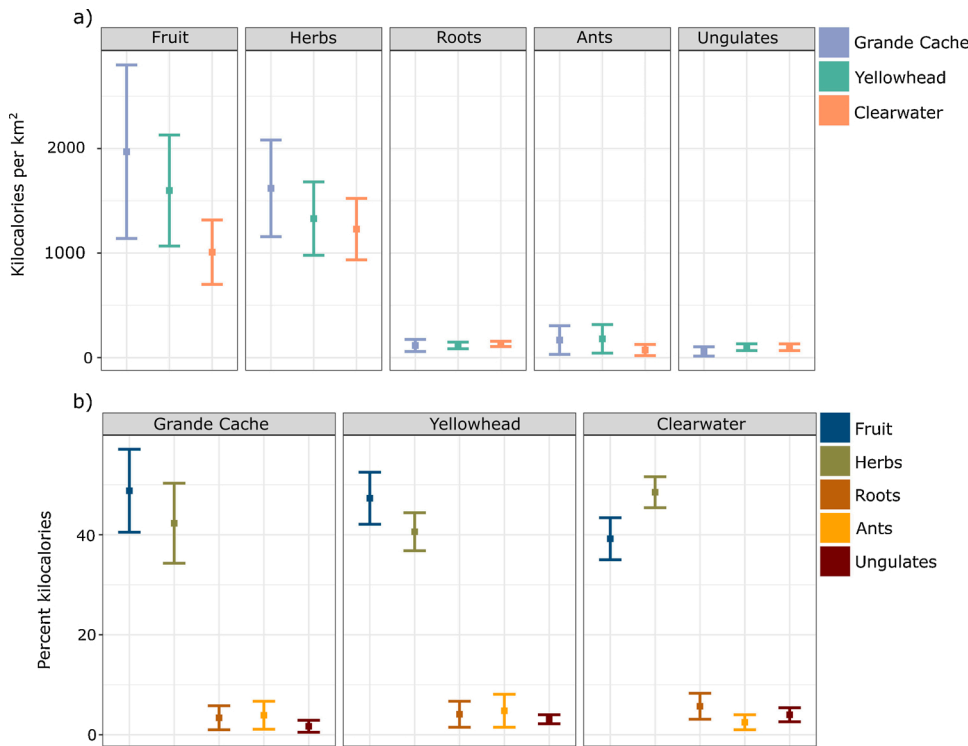 a)
Fruit Herbs Roots Ants Ungulates
Grande Cache
Yellowhead
Clearwater
Kilocalories per km²
2000
1000
0
b)
Grande Cache Yellowhead Clearwater
Fruit
Herbs
Roots
Ants
Ungulates
Percent kilocalories
40
20
0